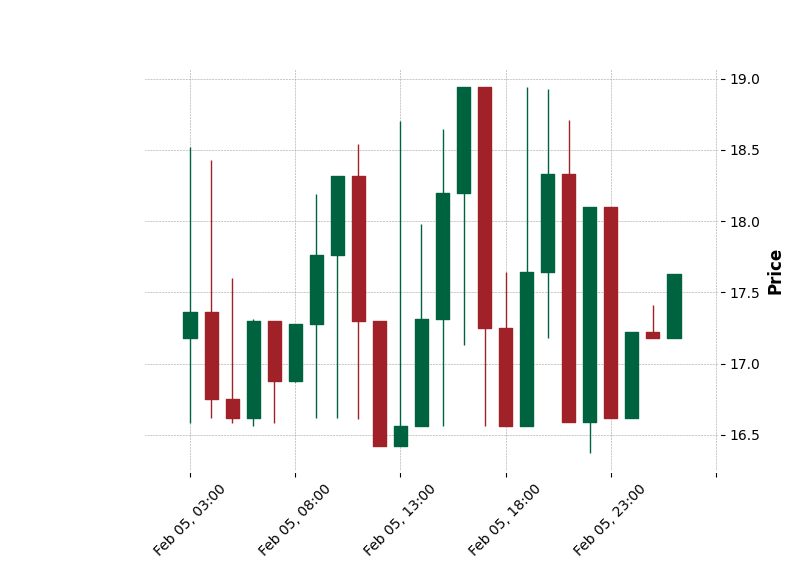 19.0
18.5
18.0
17.5
17.0
16.5
Price
Feb 05, 03:00
Feb 05, 08:00
Feb 05, 13:00
Feb 05, 18:00
Feb 05, 23:00